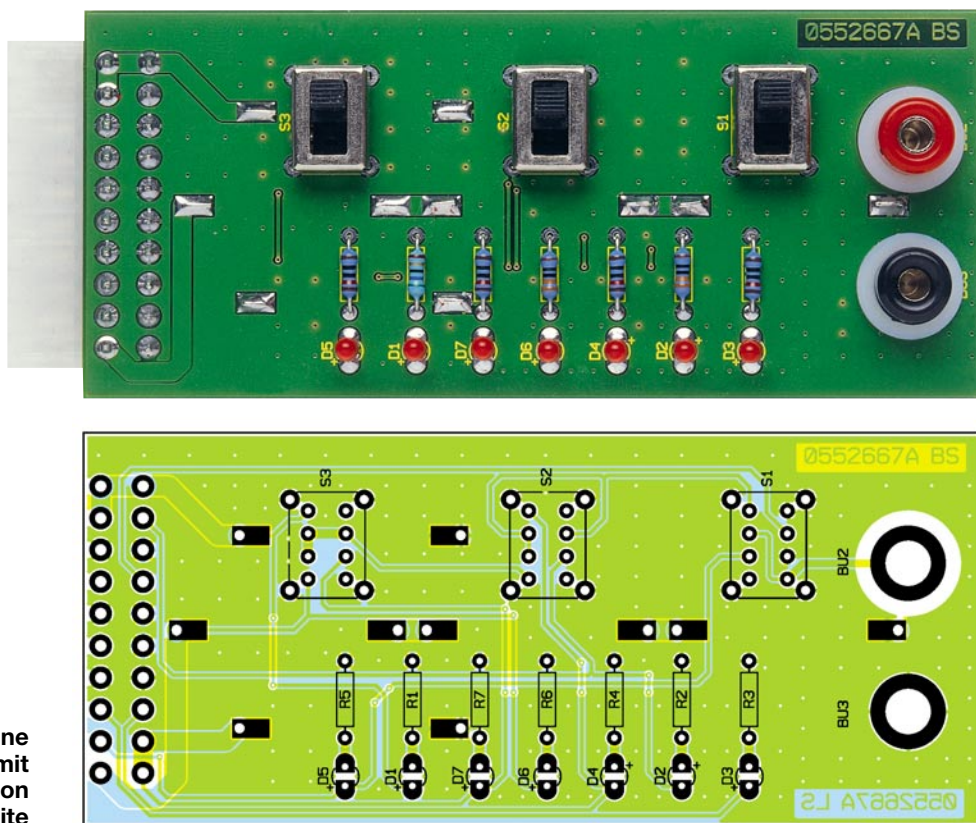 0552667A BS
S3
S2
S1
D5
D1
D7
D6
D4
D2
D3
0552667A BS
S3
S2
S1
BU2
R5
R1
R7
R6
R4
R2
R3
BU3
D5
D1
D7
D6
D4
D2
D3
0552667A LS
ne
mit
on
ite